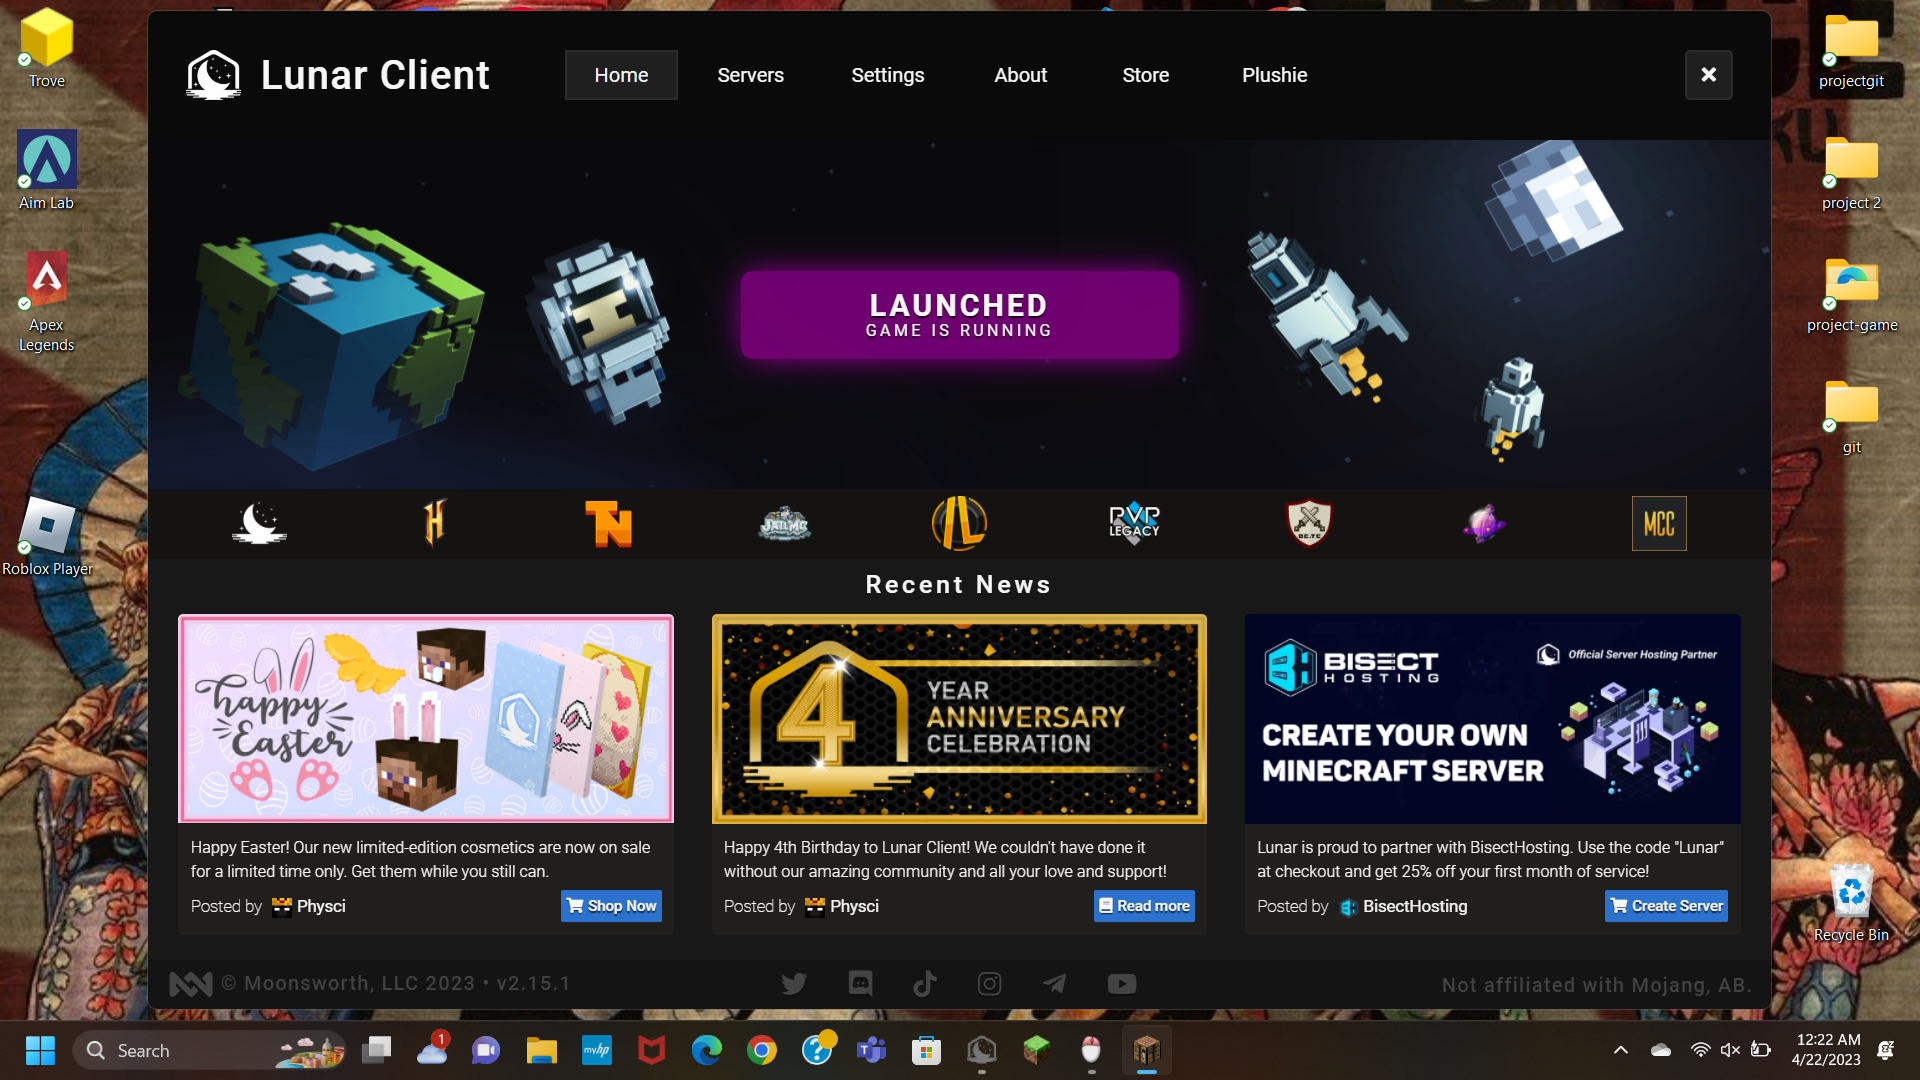 Trove
Aim Lab
Apex
Legends
Roblox Player
Lunar Client
Home
Servers
Settings
About
Store
Plushie
LAUNCHED
GAME IS RUNNING
H
TN
JAILMC
IL
PVP
LEGACY
MCC
Recent News
happy
Easter
4 YEAR
ANNIVERSARY
CELEBRATION
BISECT
HOSTING
Official Server Hosting Partner
CREATE YOUR OWN
MINECRAFT SERVER
Happy Easter! Our new limited-edition cosmetics are now on sale
for a limited time only. Get them while you still can.
Posted by Physci
Shop Now
Happy 4th Birthday to Lunar Client! We couldn't have done it
without our amazing community and all your love and support!
Posted by Physci
Read more
Lunar is proud to partner with BisectHosting. Use the code "Lunar"
at checkout and get 25% off your first month of service!
Posted by BisectHosting
Create Server
© Moonsworth, LLC 2023 • v2.15.1
Not affiliated with Mojang, AB.
projectgit
project 2
project-game
git
Recycle Bin
Search
1
myhp
12:22 AM
4/22/2023